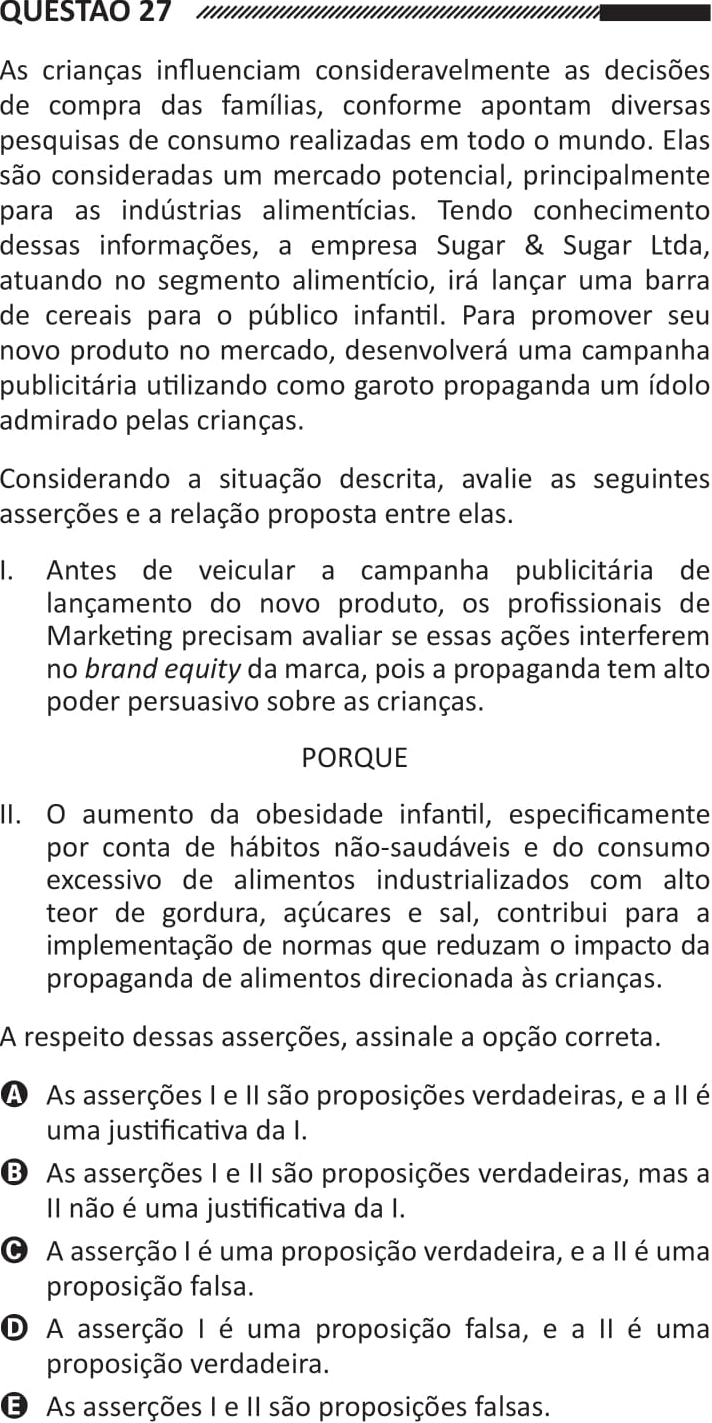 QUESTÃO 27
As crianças influenciam consideravelmente as decisões
de compra das famílias, conforme apontam diversas
pesquisas de consumo realizadas em todo o mundo. Elas
são consideradas um mercado potencial, principalmente
para as indústrias alimentícias. Tendo conhecimento
dessas informações, a empresa Sugar & Sugar Ltda,
atuando no segmento alimentício, irá lançar uma barra
de cereais para o público infantil. Para promover seu
novo produto no mercado, desenvolverá uma campanha
publicitária utilizando como garoto propaganda um ídolo
admirado pelas crianças.
Considerando a situação descrita, avalie as seguintes
asserções e a relação proposta entre elas.
I. Antes de veicular a campanha publicitária de
lançamento do novo produto, os profissionais de
Marketing precisam avaliar se essas ações interferem
no brand equity da marca, pois a propaganda tem alto
poder persuasivo sobre as crianças.
PORQUE
II. O aumento da obesidade infantil, especificamente
por conta de hábitos não-saudáveis e do consumo
excessivo de alimentos industrializados com alto
teor de gordura, açúcares e sal, contribui para a
implementação de normas que reduzam o impacto da
propaganda de alimentos direcionada às crianças.
A respeito dessas asserções, assinale a opção correta.
A As asserções I e II são proposições verdadeiras, e a II é
uma justificativa da I.
B As asserções I e II são proposições verdadeiras, mas a
II não é uma justificativa da I.
C A asserção I é uma proposição verdadeira, e a II é uma
proposição falsa.
D A asserção I é uma proposição falsa, e a II é uma
proposição verdadeira.
E As asserções I e II são proposições falsas.